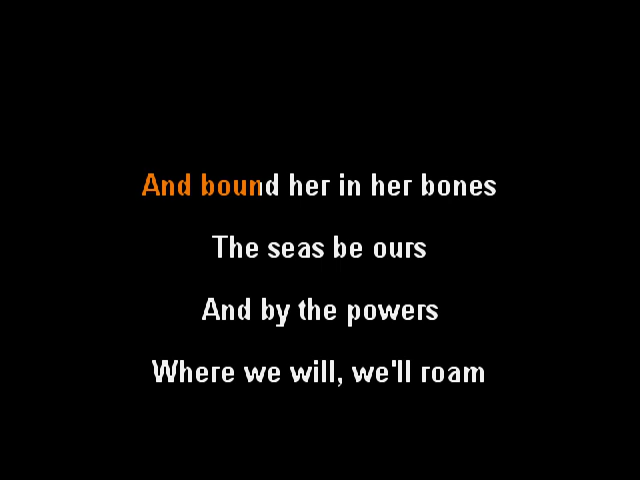 And bound her in her bones
The seas be ours
And by the powers
Where we will, we'll roam